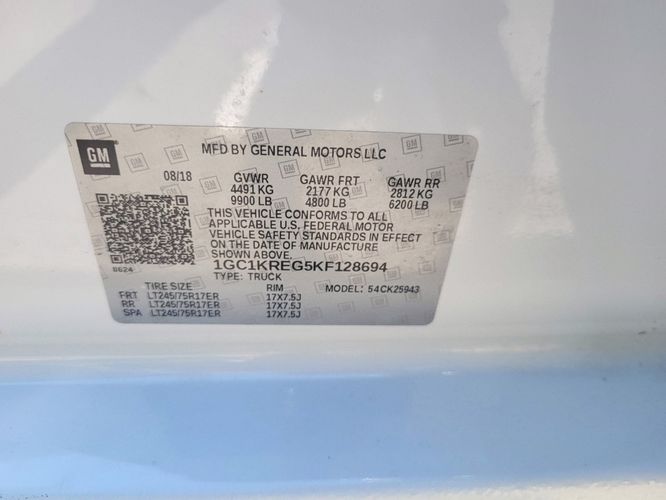 GM MFD BY GENERAL MOTORS LLC
08/18 GVWR GAWR FRT GAWR RR
4491 KG 2177 KG 2812 KG
9900 LB 4800 LB 6200 LB
THIS VEHICLE CONFORMS TO ALL
APPLICABLE U.S. FEDERAL MOTOR
VEHICLE SAFETY STANDARDS IN EFFECT
ON THE DATE OF MANUFACTURE
SHOWN ABOVE.
8624 1GC1KREG5KF128694
TYPE: TRUCK
TIRE SIZE RIM MODEL: 54CK25943
FRT LT245/75R17ER 17X7.5J
RR LT245/75R17ER 17X7.5J
SPA LT245/75R17ER 17X7.5J